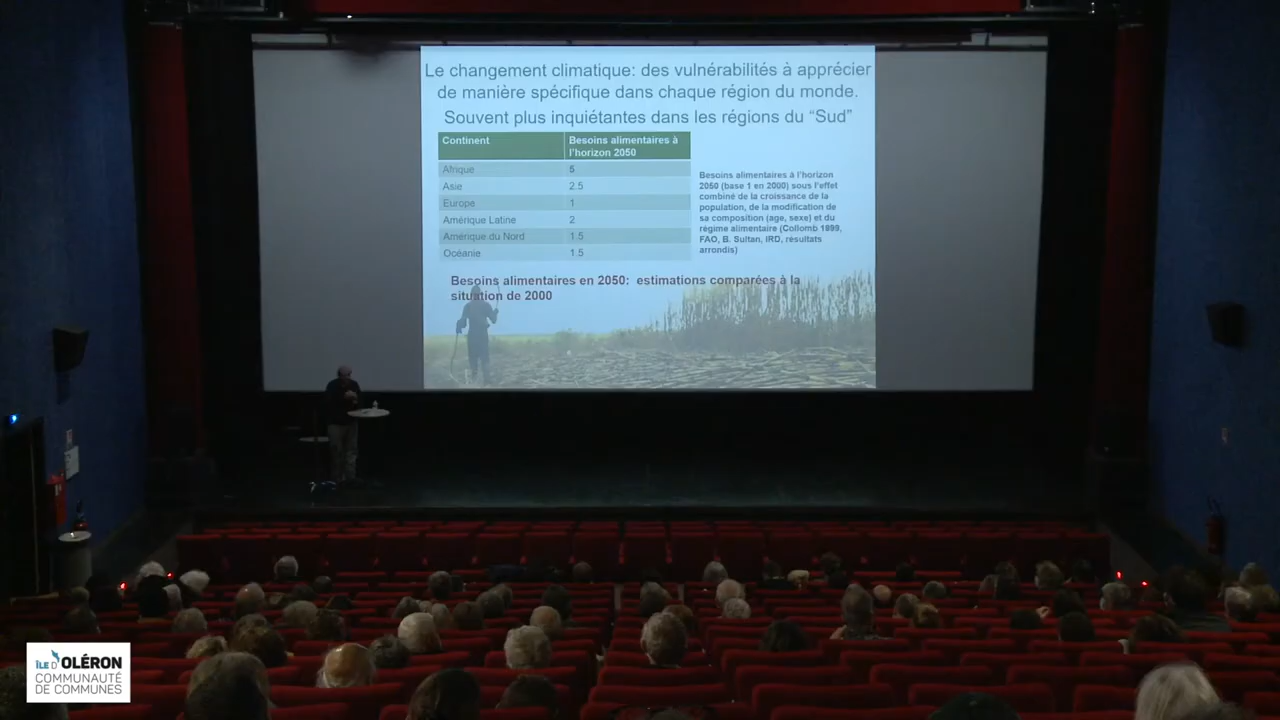 Le changement climatique: des vulnérabilités à apprécier
de manière spécifique dans chaque région du monde.
Souvent plus inquiétantes dans les régions du “Sud”
Continent
Besoins alimentaires à
l’horizon 2050
Afrique 5
Asie 2.5
Europe 1
Amérique Latine 2
Amérique du Nord 1.5
Océanie 1.5
Besoins alimentaires à l’horizon
2050 (base 1 en 2000) sous l’effet
combiné de la croissance de la
population, de la modification de
sa composition (age, sexe) et du
régime alimentaire (Collomb 1999,
FAO, B. Sultan, IRD, résultats
arrondis)
Besoins alimentaires en 2050: estimations comparées à la
situation de 2000
ÎLE D'OLÉRON
COMMUNAUTÉ
DE COMMUNES